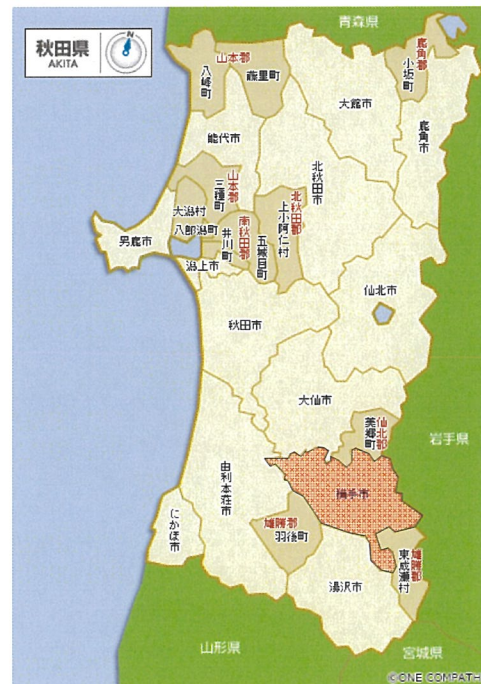 青森県
秋田県
AKITA
山本郡
八峰町
藤里町
鹿角郡
小坂町
大館市
鹿角市
能代市
北秋田市
山本郡
三種町
北秋田郡
上小阿仁村
大潟村
八郎潟町
南秋田郡
井川町
五城目町
男鹿市
潟上市
仙北市
秋田市
大仙市
仙北郡
美郷町
岩手県
横手市
由利本荘市
にかほ市
雄勝郡
羽後町
雄勝郡
東成瀬村
湯沢市
山形県
宮城県
©ONE COMPATH